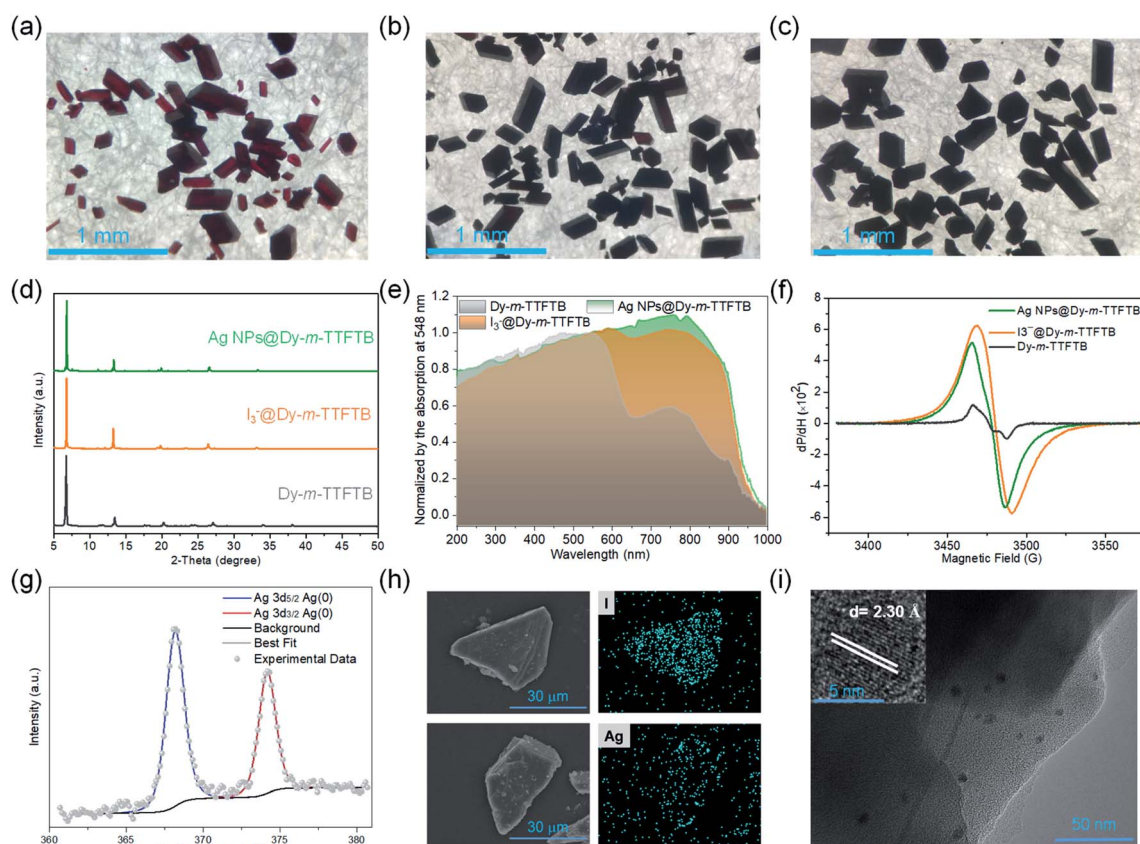 (a)
1 mm
(b)
1 mm
(c)
1 mm
(d)
Intensity (a.u.)
Ag NPs@Dy-m-TTFTB
I₃⁻@Dy-m-TTFTB
Dy-m-TTFTB
5 10 15 20 25 30 35 40 45 50
2-Theta (degree)
(e)
Normalized by the absorption at 548 nm
1.2
1.0
0.8
0.6
0.4
0.2
0.0
Dy-m-TTFTB Ag NPs@Dy-m-TTFTB
I₃⁻@Dy-m-TTFTB
200 300 400 500 600 700 800 900 1000
Wavelength (nm)
(f)
dP/dH (×10²)
8
6
4
2
0
-2
-4
-6
Ag NPs@Dy-m-TTFTB
I3⁻@Dy-m-TTFTB
Dy-m-TTFTB
3400 3450 3500 3550
Magnetic Field (G)
(g)
Intensity (a.u.)
Ag 3d5/2 Ag(0)
Ag 3d3/2 Ag(0)
Background
Best Fit
Experimental Data
360 365 370 375 380
(h)
30 μm
I
30 μm
Ag
(i)
d= 2.30 Å
5 nm
50 nm